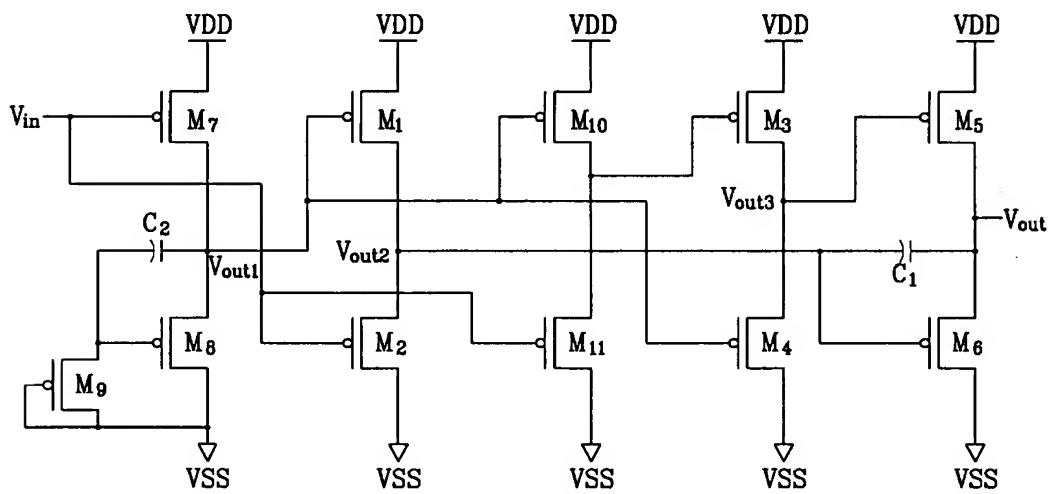 VDD VDD VDD VDD VDD
Vin M7 M1 M10 M3 M5
Vout3 Vout
C2
Vout1 Vout2 C1
M8 M2 M11 M4 M6
M9
VSS VSS VSS VSS VSS